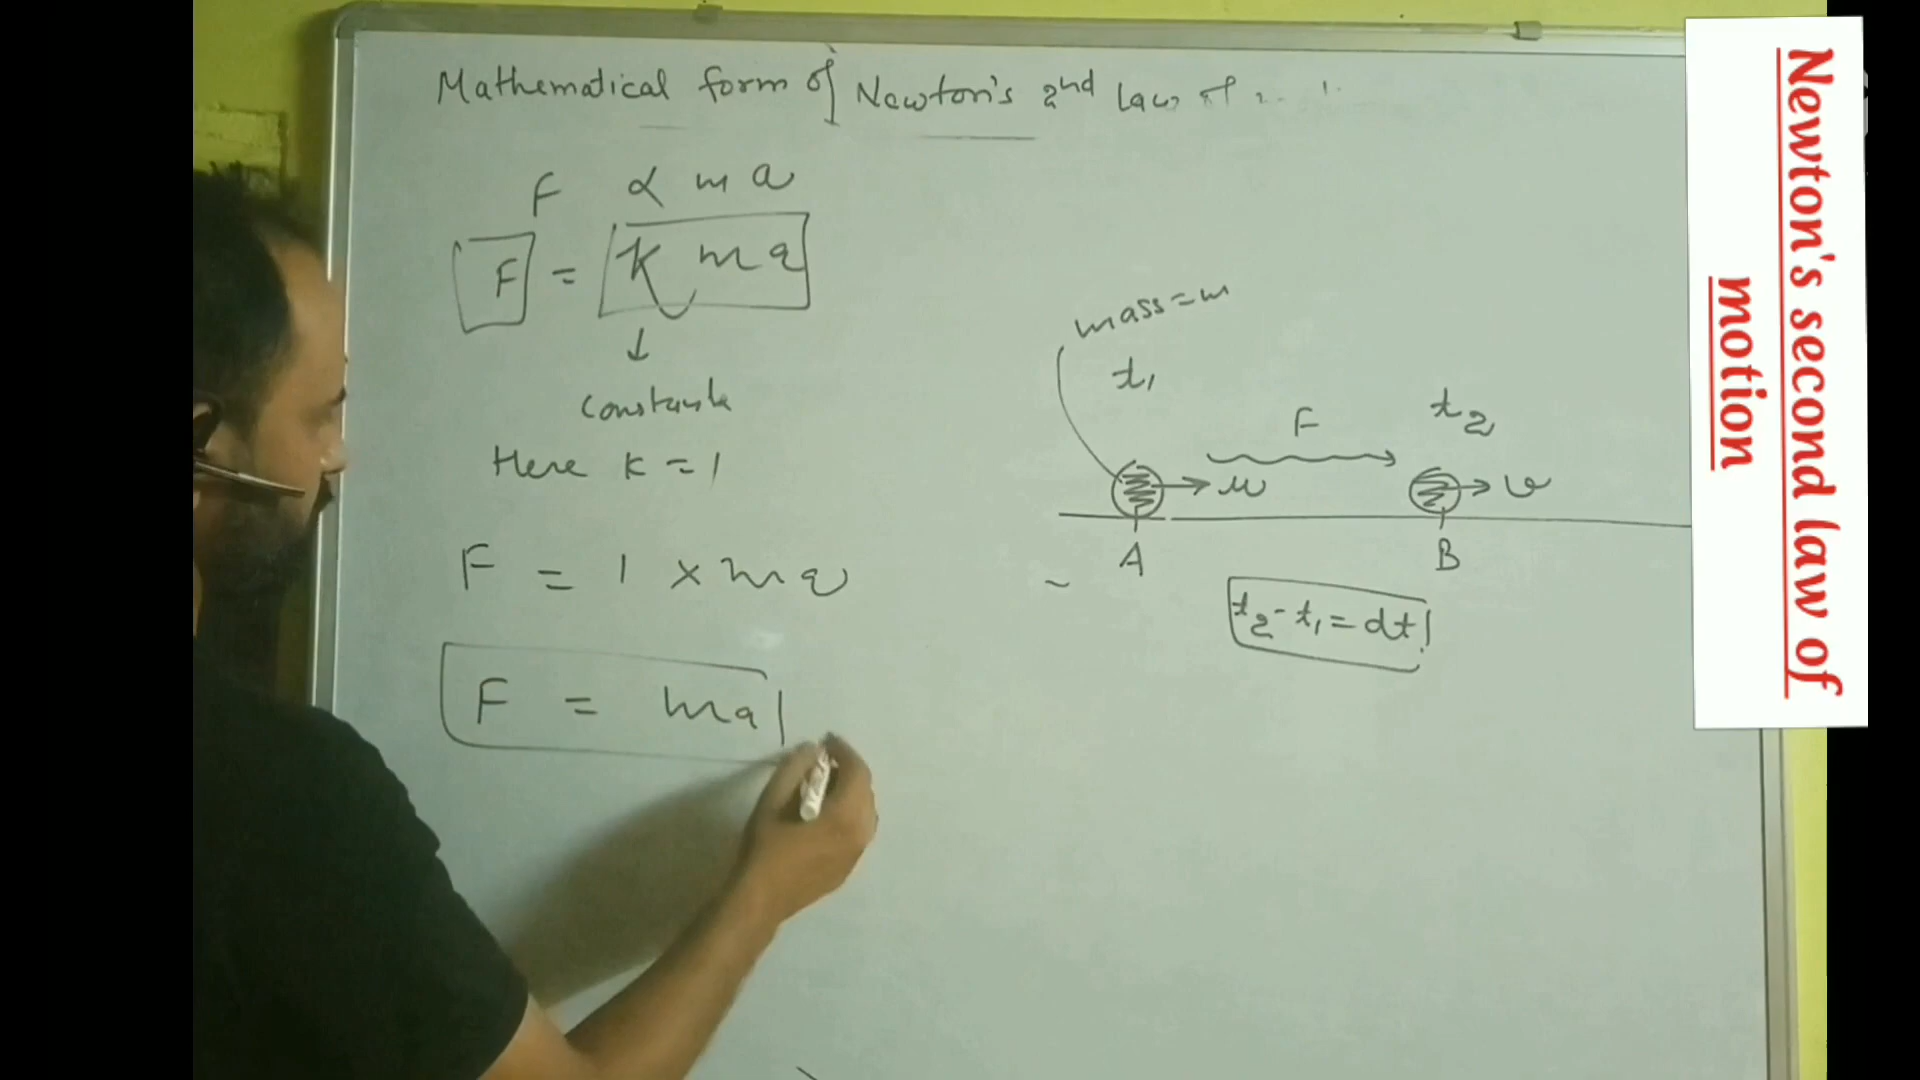 Mathematical form of Newton's 2nd Law of
F α m a
F = K m a
↓
constant
Here K = 1
F = 1 × m a
F = ma
mass = m
t₁
F
t₂
u
v
A
B
t₂ - t₁ = dt
Newton's second law of
motion